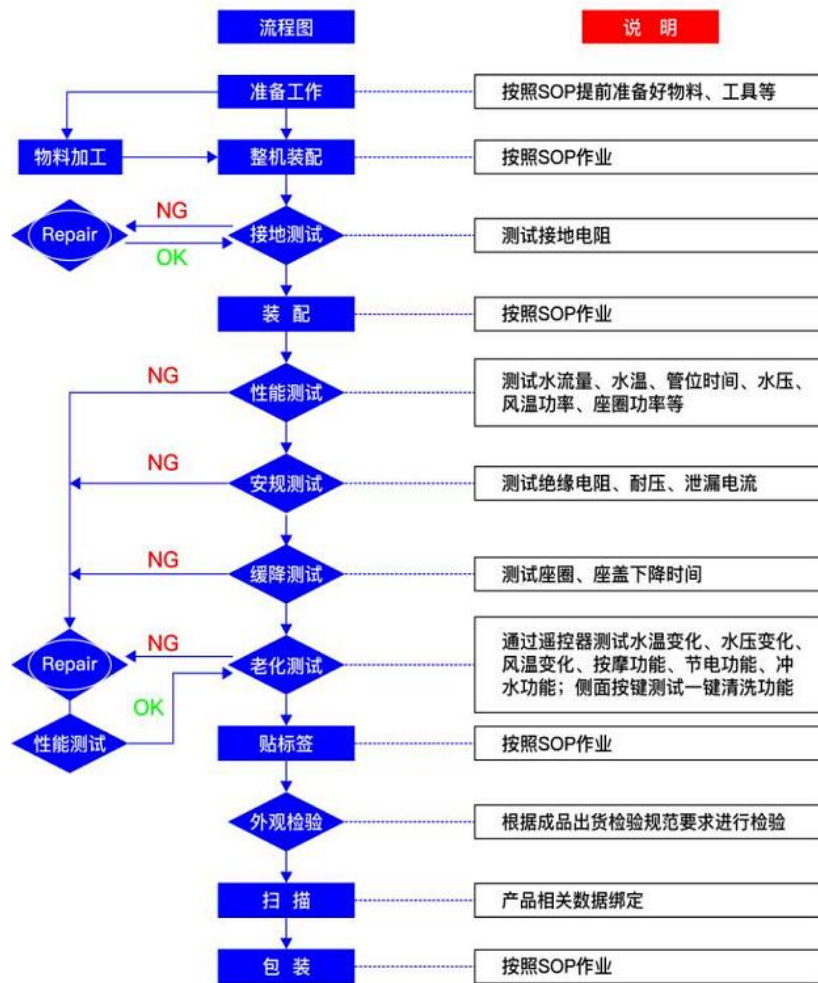 流程图
说 明
准备工作
按照SOP提前准备好物料、工具等
物料加工
整机装配
按照SOP作业
NG
Repair
OK
接地测试
测试接地电阻
装 配
按照SOP作业
NG
性能测试
测试水流量、水温、管位时间、水压、
风温功率、座圈功率等
NG
安规测试
测试绝缘电阻、耐压、泄漏电流
NG
缓降测试
测试座圈、座盖下降时间
NG
Repair
老化测试
通过遥控器测试水温变化、水压变化、
风温变化、按摩功能、节电功能、冲
水功能；侧面按键测试一键清洗功能
OK
性能测试
贴标签
按照SOP作业
外观检验
根据成品出货检验规范要求进行检验
扫 描
产品相关数据绑定
包 装
按照SOP作业